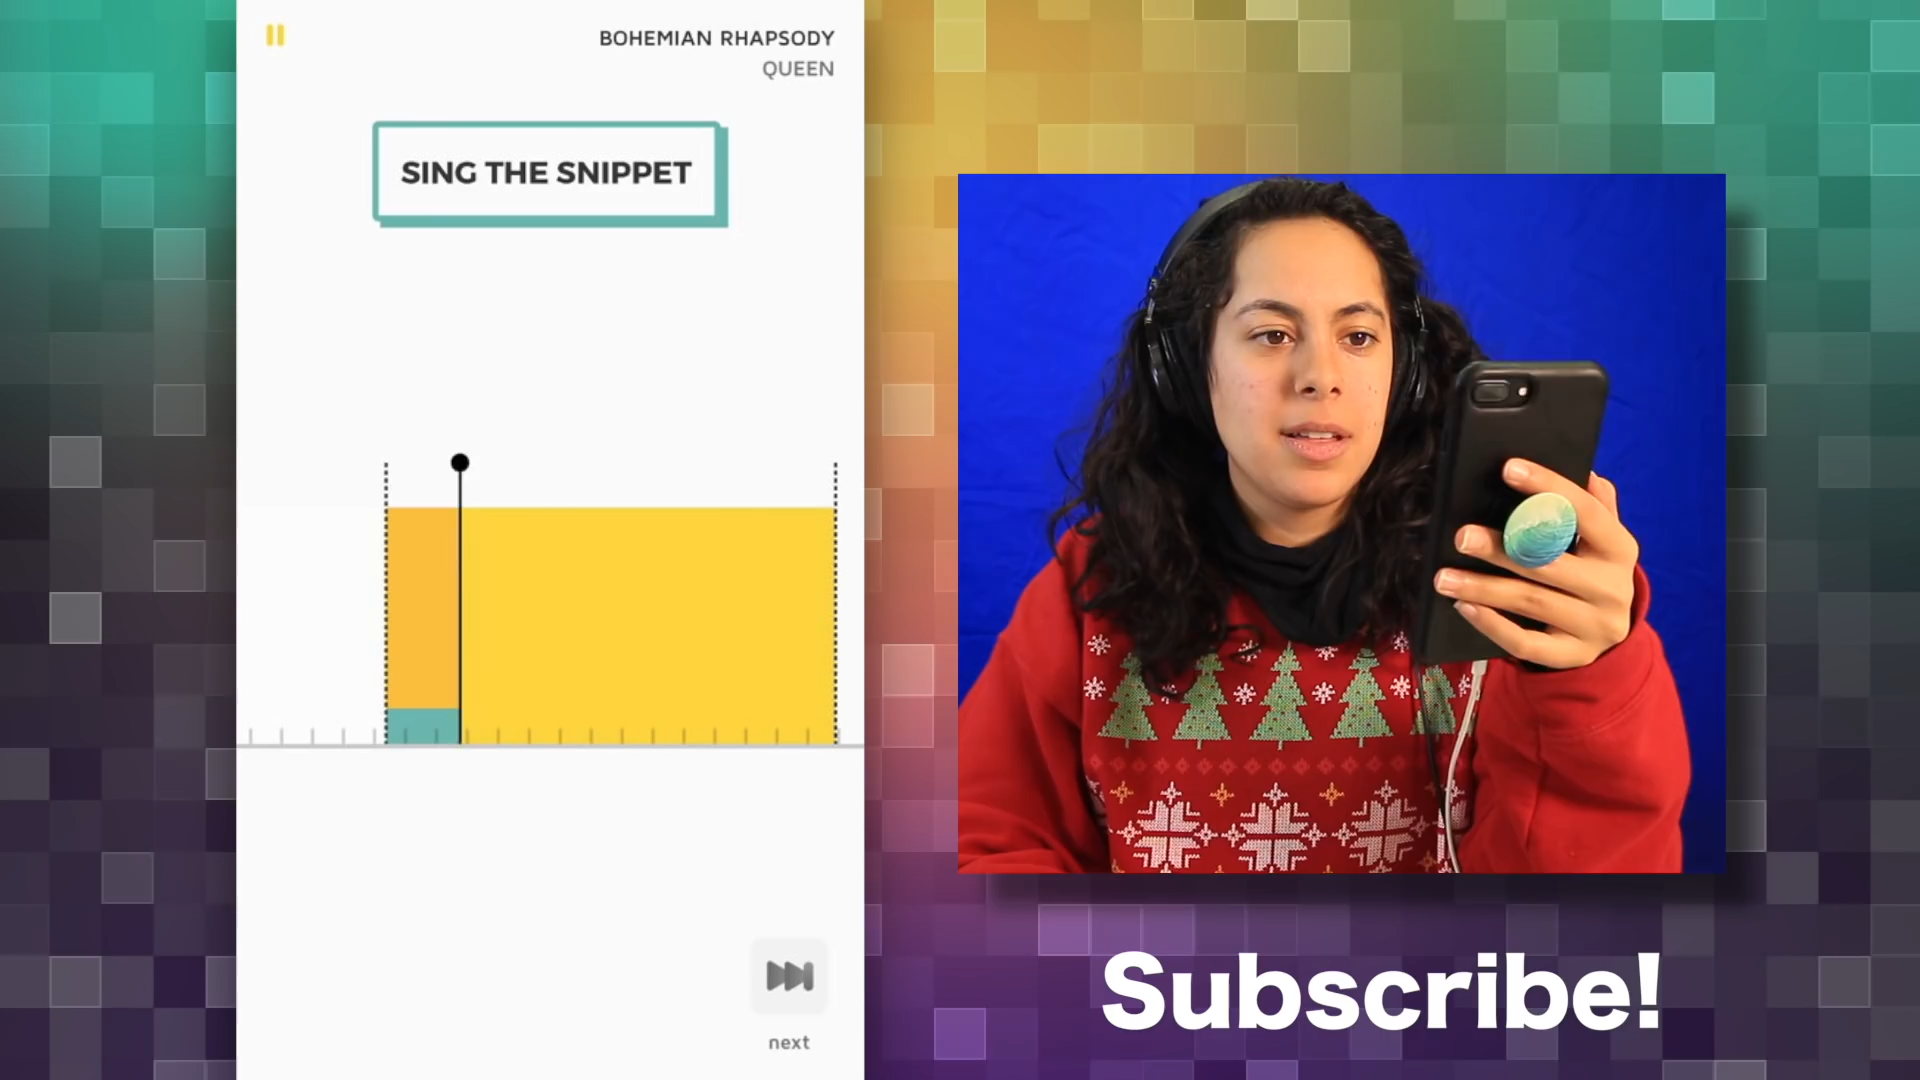 BOHEMIAN RHAPSODY
QUEEN
SING THE SNIPPET
next
Subscribe!